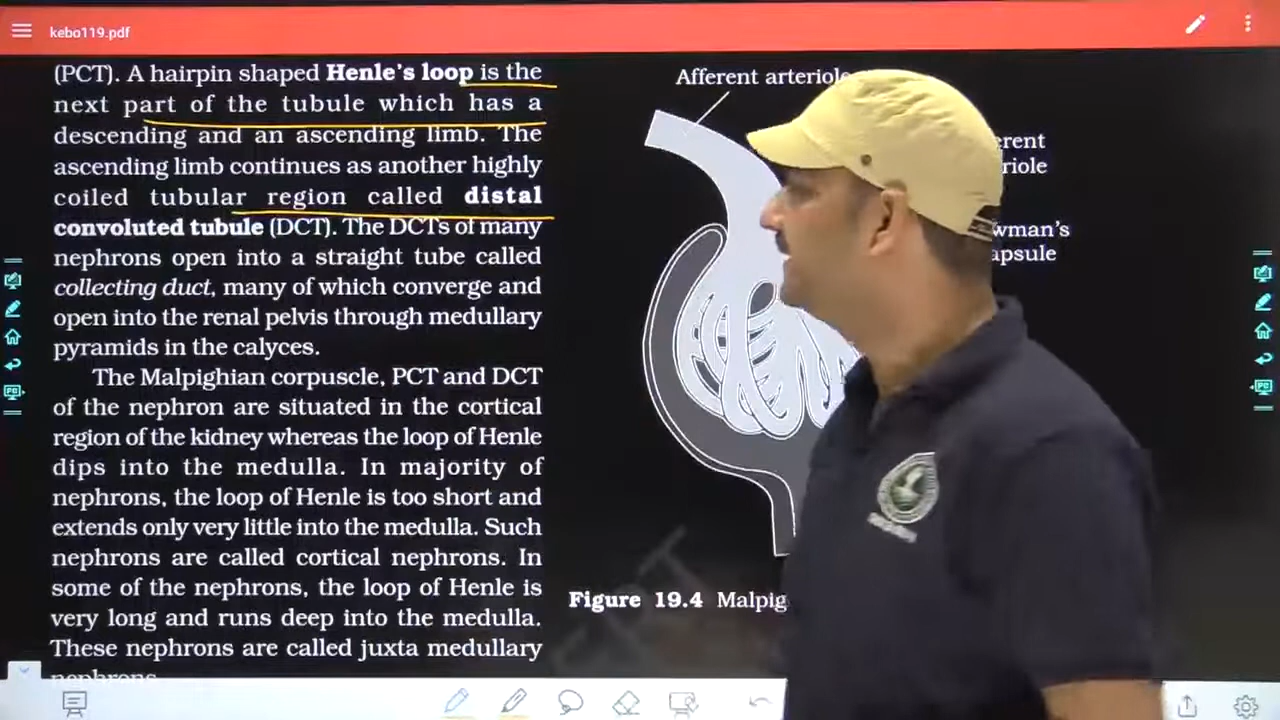 kebo119.pdf
(PCT). A hairpin shaped Henle's loop is the
next part of the tubule which has a
descending and an ascending limb. The
ascending limb continues as another highly
coiled tubular region called distal
convoluted tubule (DCT). The DCTs of many
nephrons open into a straight tube called
collecting duct, many of which converge and
open into the renal pelvis through medullary
pyramids in the calyces.
The Malpighian corpuscle, PCT and DCT
of the nephron are situated in the cortical
region of the kidney whereas the loop of Henle
dips into the medulla. In majority of
nephrons, the loop of Henle is too short and
extends only very little into the medulla. Such
nephrons are called cortical nephrons. In
some of the nephrons, the loop of Henle is
very long and runs deep into the medulla.
These nephrons are called juxta medullary
nephrons.
Afferent arteriole
erent
riole
wman's
apsule
Figure 19.4 Malpig